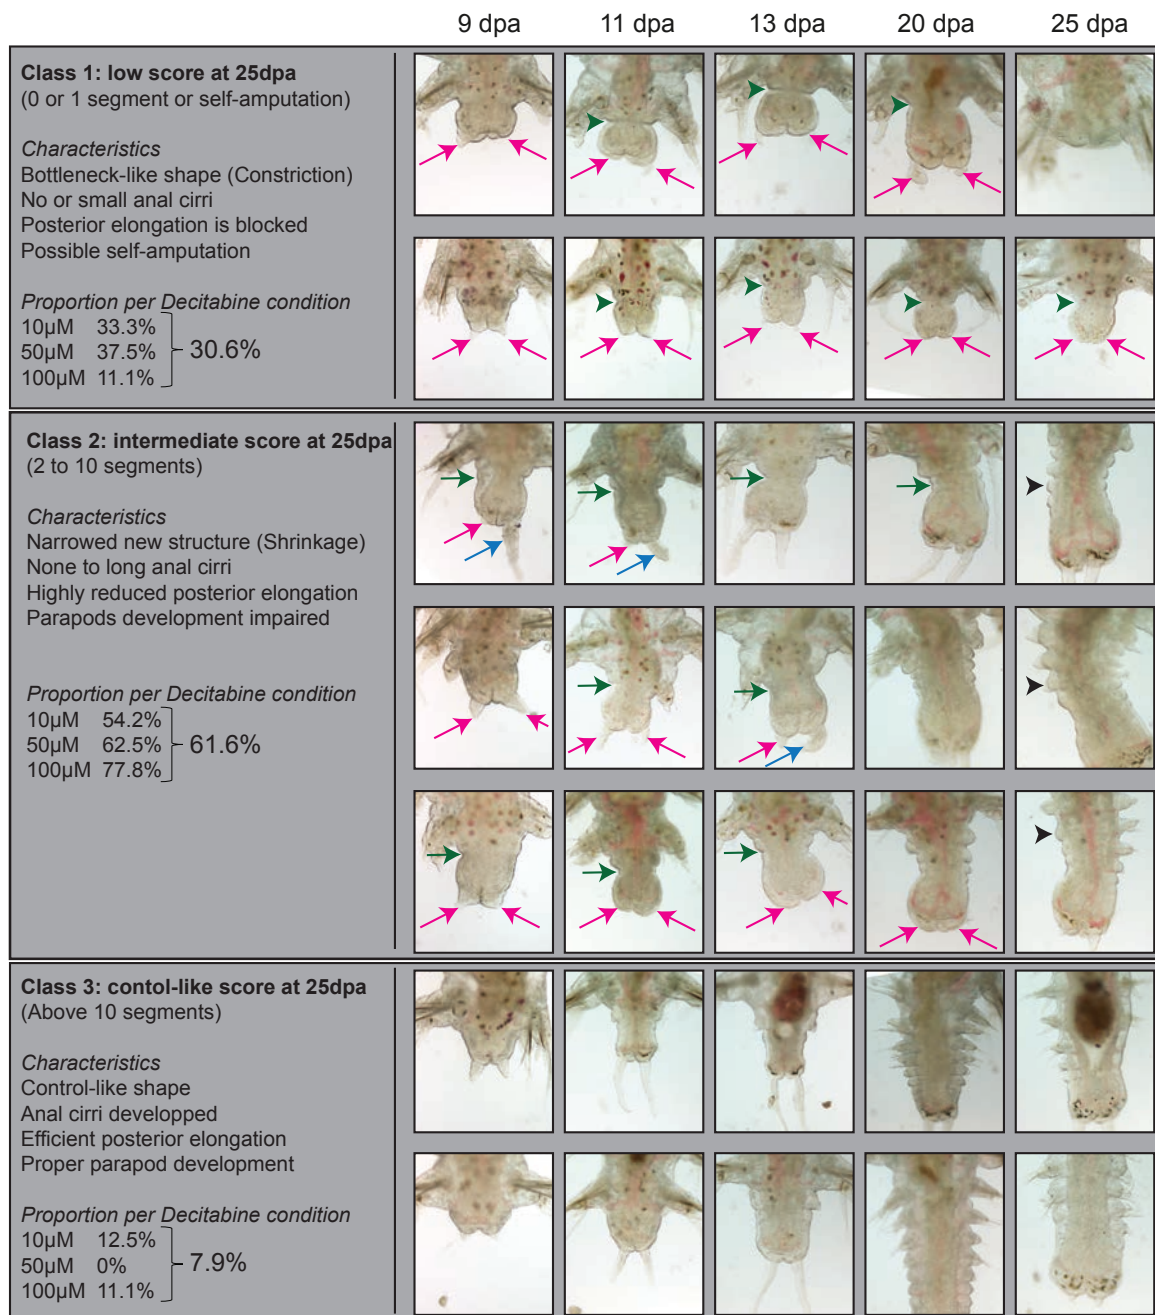 9 dpa 11 dpa 13 dpa 20 dpa 25 dpa
Class 1: low score at 25dpa
(0 or 1 segment or self-amputation)
Characteristics
Bottleneck-like shape (Constriction)
No or small anal cirri
Posterior elongation is blocked
Possible self-amputation
Proportion per Decitabine condition
10µM 33.3%
50µM 37.5%
100µM 11.1%
30.6%
Class 2: intermediate score at 25dpa
(2 to 10 segments)
Characteristics
Narrowed new structure (Shrinkage)
None to long anal cirri
Highly reduced posterior elongation
Parapods development impaired
Proportion per Decitabine condition
10µM 54.2%
50µM 62.5%
100µM 77.8%
61.6%
Class 3: contol-like score at 25dpa
(Above 10 segments)
Characteristics
Control-like shape
Anal cirri developped
Efficient posterior elongation
Proper parapod development
Proportion per Decitabine condition
10µM 12.5%
50µM 0%
100µM 11.1%
7.9%